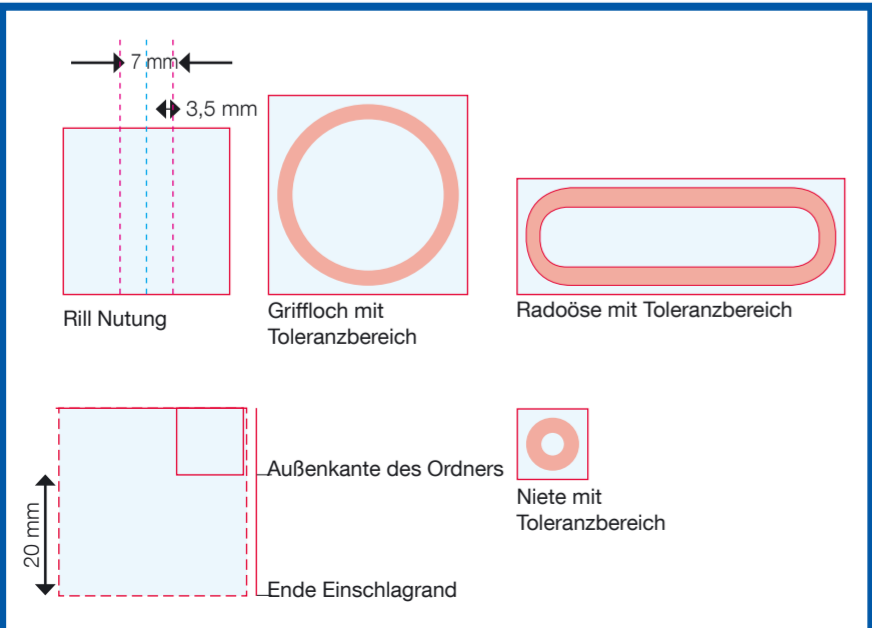 7 mm
3,5 mm
Rill Nutung
Griffloch mit
Toleranzbereich
Radoöse mit Toleranzbereich
Außenkante des Ordners
20 mm
Ende Einschlagrand
Niete mit
Toleranzbereich